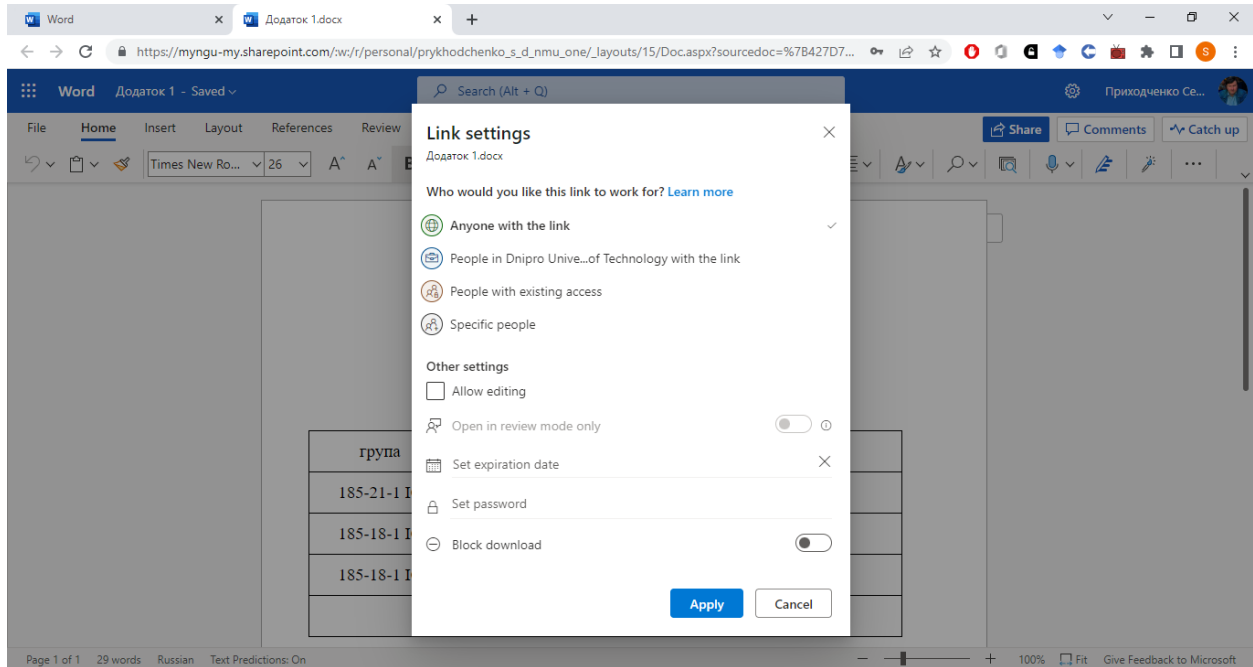 Word
Додаток 1.docx
https://myngu-my.sharepoint.com/:w:/r/personal/prykhodchenko_s_d_nmu_one/_layouts/15/Doc.aspx?sourcedoc=%7B427D7...
Word Додаток 1 - Saved
Search (Alt + Q)
Приходченко Се...
File Home Insert Layout References Review
Share Comments Catch up
Times New Ro... 26
Link settings
Додаток 1.docx
Who would you like this link to work for? Learn more
Anyone with the link
People in Dnipro Unive...of Technology with the link
People with existing access
Specific people
Other settings
Allow editing
Open in review mode only
Set expiration date
Set password
Block download
Apply Cancel
група
185-21-1
185-18-1
185-18-1
Page 1 of 1 29 words Russian Text Predictions: On
100% Fit Give Feedback to Microsoft